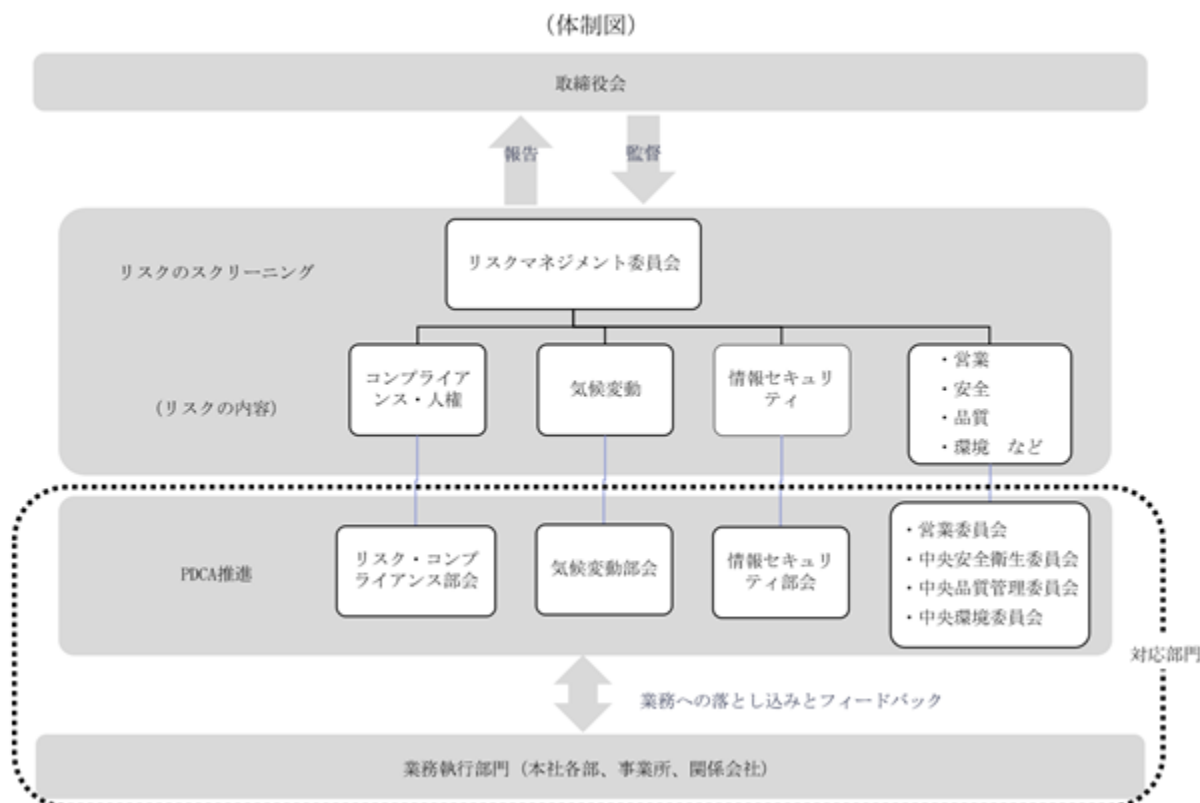 (体制図)
取締役会
報告
監督
リスクマネジメント委員会
リスクのスクリーニング
コンプライア
ンス・人権
気候変動
情報セキュリ
ティ
・営業
・安全
・品質
・環境　など
(リスクの内容)
PDCA推進
リスク・コンプ
ライアンス部会
気候変動部会
情報セキュリ
ティ部会
・営業委員会
・中央安全衛生委員会
・中央品質管理委員会
・中央環境委員会
対応部門
業務への落とし込みとフィードバック
業務執行部門（本社各部、事業所、関係会社）